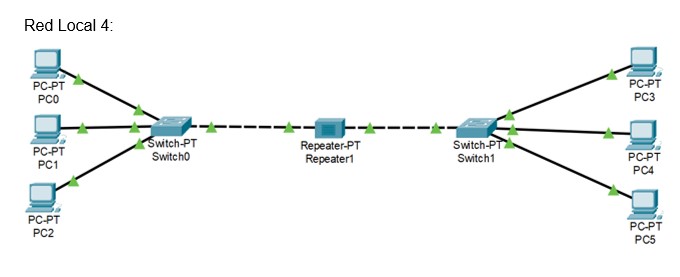 Red Local 4:
PC-PT
PC0
PC-PT
PC1
PC-PT
PC2
Switch-PT
Switch0
Repeater-PT
Repeater1
Switch-PT
Switch1
PC-PT
PC3
PC-PT
PC4
PC-PT
PC5